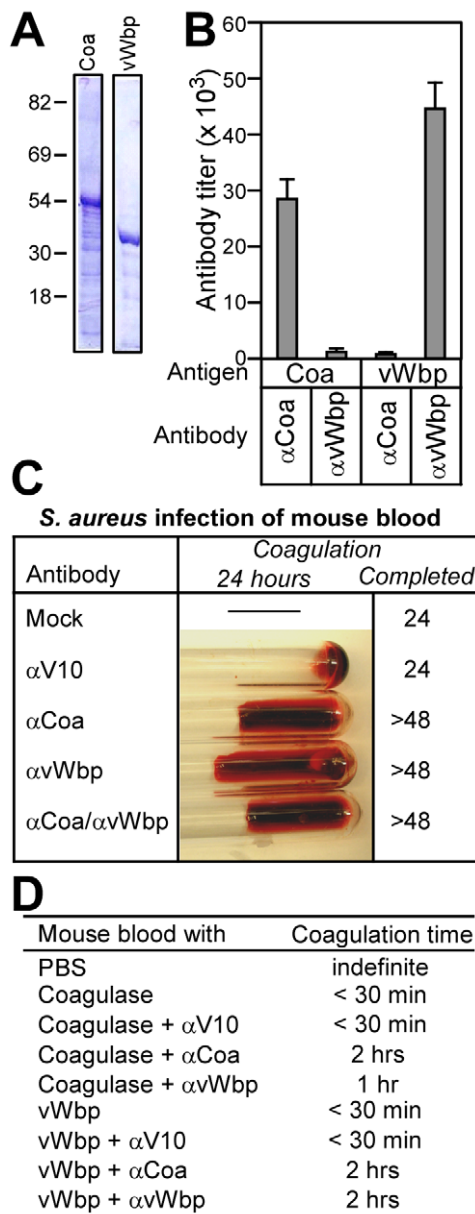 A
Coa
vWbp
82
69
54
30
18
B
Antibody titer (x 10³)
60
50
40
30
20
10
0
Antigen
Coa
vWbp
Antibody
αCoa
αvWbp
αCoa
αvWbp
C
S. aureus infection of mouse blood
Antibody
Coagulation
24 hours
Completed
Mock
24
αV10
24
αCoa
>48
αvWbp
>48
αCoa/αvWbp
>48
D
Mouse blood with Coagulation time
PBS indefinite
Coagulase < 30 min
Coagulase + αV10 < 30 min
Coagulase + αCoa 2 hrs
Coagulase + αvWbp 1 hr
vWbp < 30 min
vWbp + αV10 < 30 min
vWbp + αCoa 2 hrs
vWbp + αvWbp 2 hrs